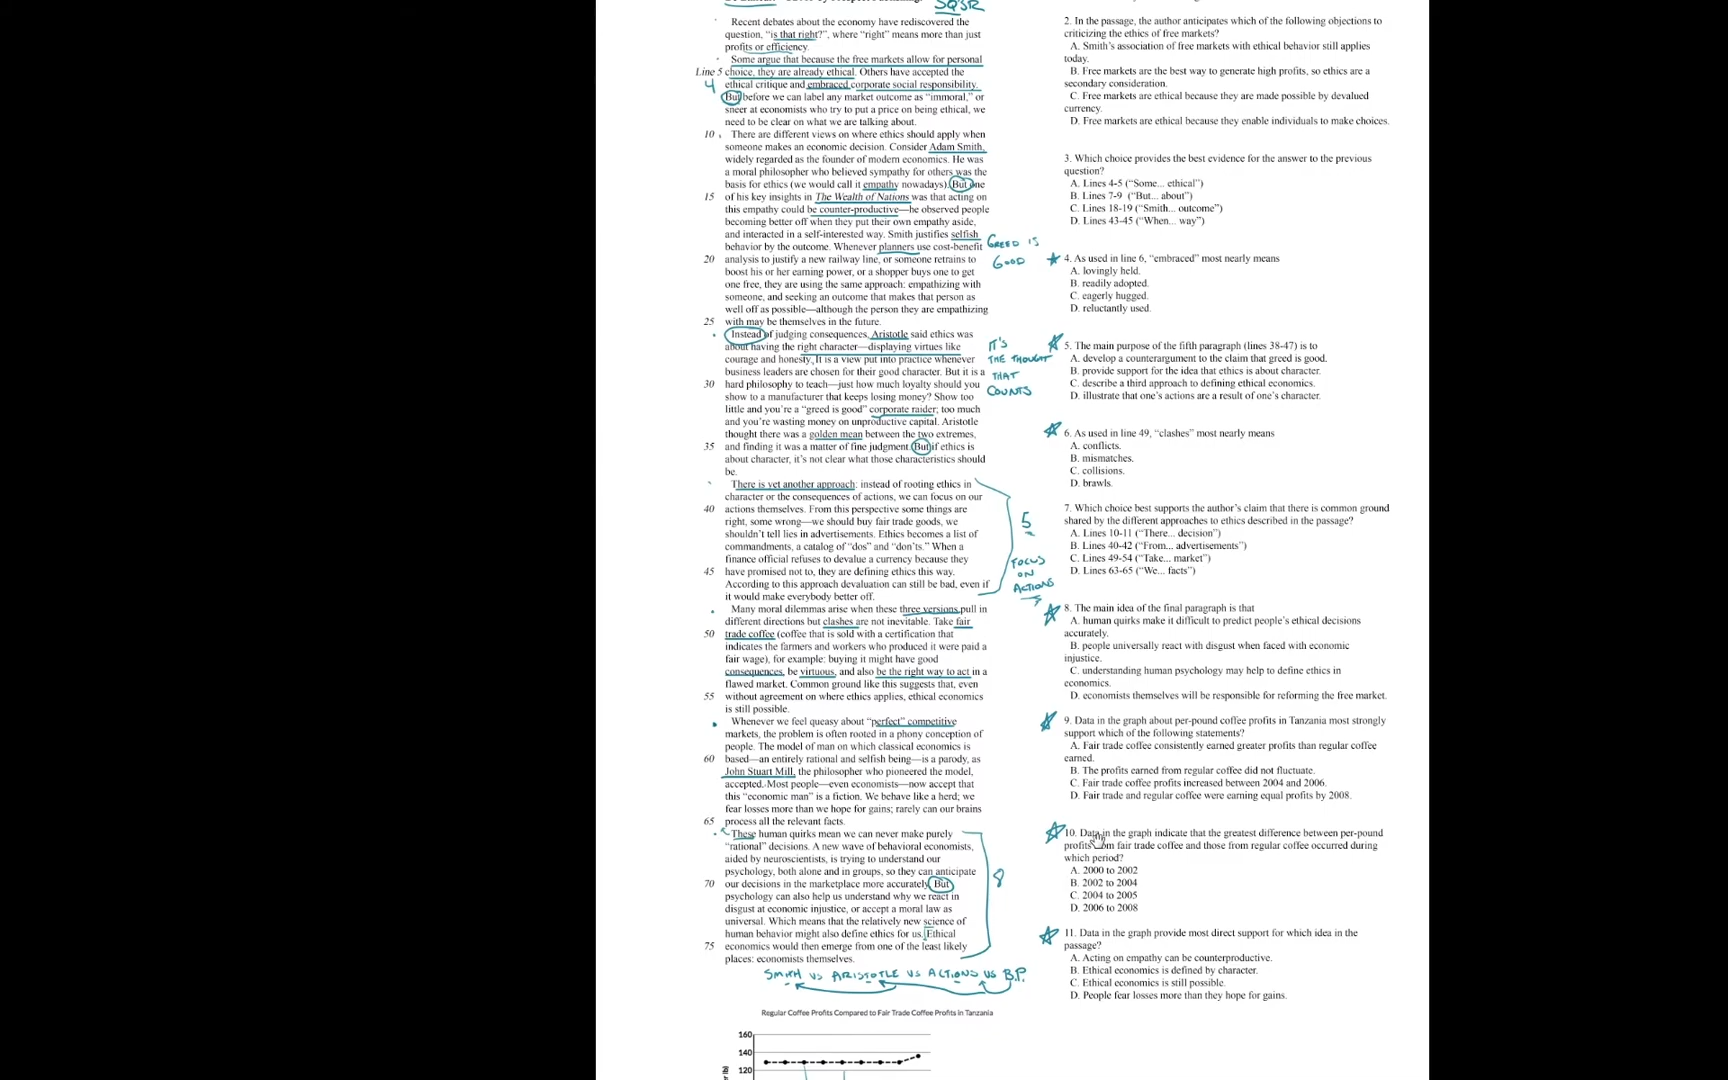 SQ3R
Recent debates about the economy have rediscovered the
question, “is that right?”, where “right” means more than just
profits or efficiency.
Some argue that because the free markets allow for personal
Line 5 choice, they are already ethical. Others have accepted the
4 ethical critique and embraced corporate social responsibility.
But before we can label any market outcome as “immoral,” or
sneer at economists who try to put a price on being ethical, we
need to be clear on what we are talking about.
10 There are different views on where ethics should apply when
someone makes an economic decision. Consider Adam Smith,
widely regarded as the founder of modern economics. He was
a moral philosopher who believed sympathy for others was the
basis for ethics (we would call it empathy nowadays). But one
15 of his key insights in The Wealth of Nations was that acting on
this empathy could be counter-productive—he observed people
becoming better off when they put their own empathy aside,
and interacted in a self-interested way. Smith justifies selfish
behavior by the outcome. Whenever planners use cost-benefit
20 analysis to justify a new railway line, or someone retrains to
boost his or her earning power, or a shopper buys one to get
one free, they are using the same approach: empathizing with
someone, and seeking an outcome that makes that person as
well off as possible—although the person they are empathizing
25 with may be themselves in the future.
GREED IS
GOOD
Instead of judging consequences, Aristotle said ethics was
about having the right character—displaying virtues like
courage and honesty. It is a view put into practice whenever
business leaders are chosen for their good character. But it is a
30 hard philosophy to teach—just how much loyalty should you
show to a manufacturer that keeps losing money? Show too
little and you’re a “greed is good” corporate raider; too much
and you’re wasting money on unproductive capital. Aristotle
thought there was a golden mean between the two extremes,
35 and finding it was a matter of fine judgment. But if ethics is
about character, it’s not clear what those characteristics should
be.
IT'S
THE THOUGHT
THAT
COUNTS
There is yet another approach: instead of rooting ethics in
character or the consequences of actions, we can focus on our
40 actions themselves. From this perspective some things are
right, some wrong—we should buy fair trade goods, we
shouldn’t tell lies in advertisements. Ethics becomes a list of
commandments, a catalog of “dos” and “don’ts.” When a
finance official refuses to devalue a currency because they
45 have promised not to, they are defining ethics this way.
According to this approach devaluation can still be bad, even if
it would make everybody better off.
5
FOCUS
ON
ACTIONS
Many moral dilemmas arise when these three versions pull in
different directions but clashes are not inevitable. Take fair
50 trade coffee (coffee that is sold with a certification that
indicates the farmers and workers who produced it were paid a
fair wage), for example: buying it might have good
consequences, be virtuous, and also be the right way to act in a
flawed market. Common ground like this suggests that, even
55 without agreement on where ethics applies, ethical economics
is still possible.
Whenever we feel queasy about “perfect” competitive
markets, the problem is often rooted in a phony conception of
people. The model of man on which classical economics is
60 based—an entirely rational and selfish being—is a parody, as
John Stuart Mill, the philosopher who pioneered the model,
accepted. Most people—even economists—now accept that
this “economic man” is a fiction. We behave like a herd; we
fear losses more than we hope for gains; rarely can our brains
65 process all the relevant facts.
These human quirks mean we can never make purely
“rational” decisions. A new wave of behavioral economists,
aided by neuroscientists, is trying to understand our
psychology, both alone and in groups, so they can anticipate
70 our decisions in the marketplace more accurately. But
psychology can also help us understand why we react in
disgust at economic injustice, or accept a moral law as
universal. Which means that the relatively new science of
human behavior might also define ethics for us. Ethical
75 economics would then emerge from one of the least likely
places: economists themselves.
8
SMITH VS ARISTOTLE VS ACTIONS VS B.P.
Regular Coffee Profits Compared to Fair Trade Coffee Profits in Tanzania
160
140
120
2. In the passage, the author anticipates which of the following objections to
criticizing the ethics of free markets?
A. Smith’s association of free markets with ethical behavior still applies
today.
B. Free markets are the best way to generate high profits, so ethics are a
secondary consideration.
C. Free markets are ethical because they are made possible by devalued
currency.
D. Free markets are ethical because they enable individuals to make choices.
3. Which choice provides the best evidence for the answer to the previous
question?
A. Lines 4-5 (“Some... ethical”)
B. Lines 7-9 (“But... about”)
C. Lines 18-19 (“Smith... outcome”)
D. Lines 43-45 (“When... way”)
4. As used in line 6, “embraced” most nearly means
A. lovingly held.
B. readily adopted.
C. eagerly hugged.
D. reluctantly used.
5. The main purpose of the fifth paragraph (lines 38-47) is to
A. develop a counterargument to the claim that greed is good.
B. provide support for the idea that ethics is about character.
C. describe a third approach to defining ethical economics.
D. illustrate that one’s actions are a result of one’s character.
6. As used in line 49, “clashes” most nearly means
A. conflicts.
B. mismatches.
C. collisions.
D. brawls.
7. Which choice best supports the author’s claim that there is common ground
shared by the different approaches to ethics described in the passage?
A. Lines 10-11 (“There... decision”)
B. Lines 40-42 (“From... advertisements”)
C. Lines 49-54 (“Take... market”)
D. Lines 63-65 (“We... facts”)
8. The main idea of the final paragraph is that
A. human quirks make it difficult to predict people’s ethical decisions
accurately.
B. people universally react with disgust when faced with economic
injustice.
C. understanding human psychology may help to define ethics in
economics.
D. economists themselves will be responsible for reforming the free market.
9. Data in the graph about per-pound coffee profits in Tanzania most strongly
support which of the following statements?
A. Fair trade coffee consistently earned greater profits than regular coffee
earned.
B. The profits earned from regular coffee did not fluctuate.
C. Fair trade coffee profits increased between 2004 and 2006.
D. Fair trade and regular coffee were earning equal profits by 2008.
10. Data in the graph indicate that the greatest difference between per-pound
profits from fair trade coffee and those from regular coffee occurred during
which period?
A. 2000 to 2002
B. 2002 to 2004
C. 2004 to 2005
D. 2006 to 2008
11. Data in the graph provide most direct support for which idea in the
passage?
A. Acting on empathy can be counterproductive.
B. Ethical economics is defined by character.
C. Ethical economics is still possible.
D. People fear losses more than they hope for gains.